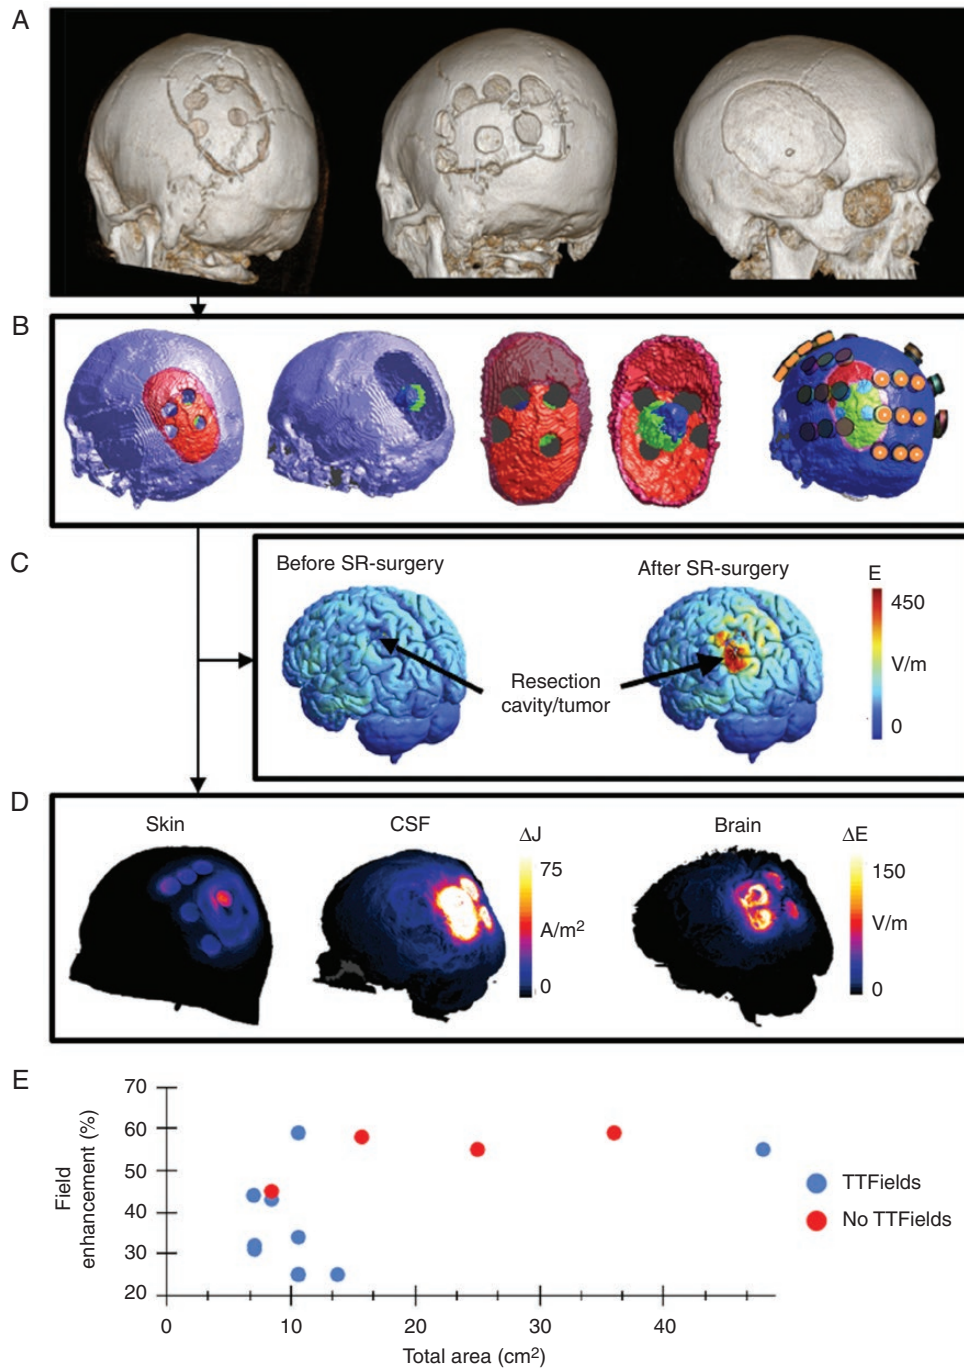 A
B
C
Before SR-surgery
After SR-surgery
E
450
V/m
0
Resection
cavity/tumor
D
Skin
CSF
ΔJ
75
A/m²
0
Brain
ΔE
150
V/m
0
E
Field
enhancement (%)
70
60
50
40
30
20
0
10
20
30
40
Total area (cm²)
TTFields
No TTFields